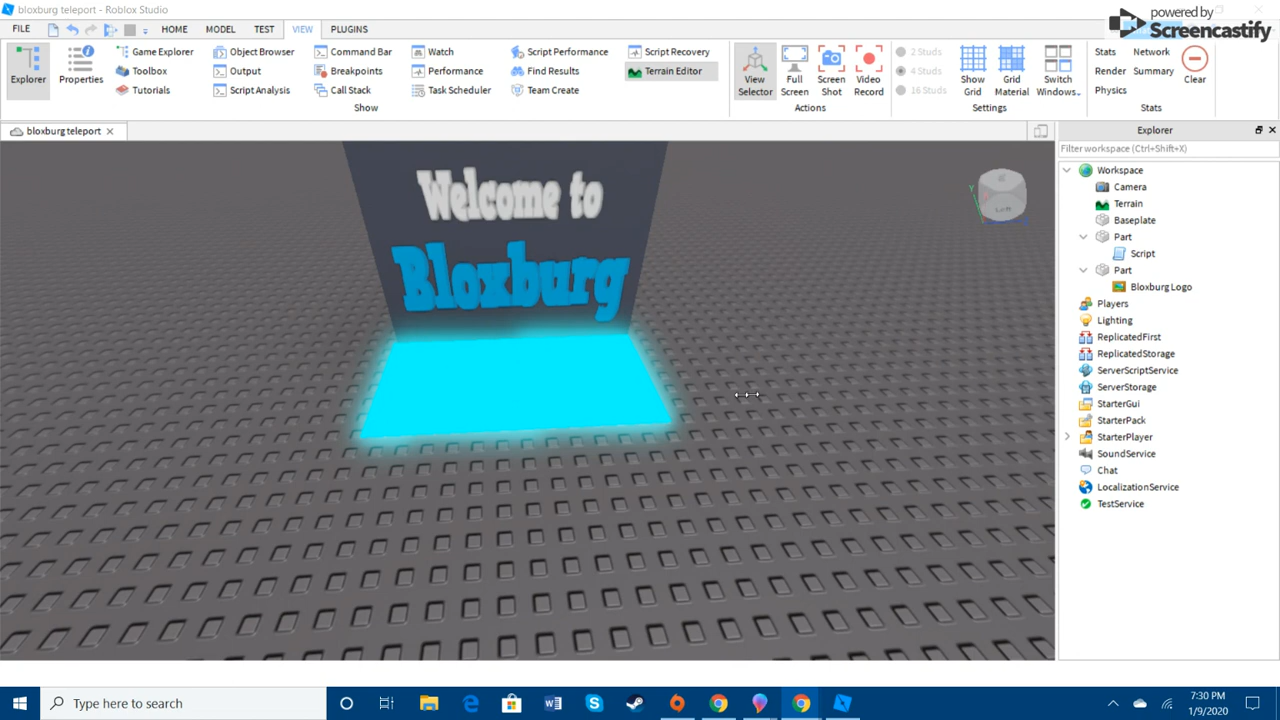 bloxburg teleport - Roblox Studio
powered by
Screencastify
FILE HOME MODEL TEST VIEW PLUGINS
Explorer
Properties
Game Explorer
Toolbox
Tutorials
Object Browser
Output
Script Analysis
Command Bar
Breakpoints
Call Stack
Watch
Performance
Task Scheduler
Script Performance
Find Results
Team Create
Script Recovery
Terrain Editor
Show
View
Selector
Full
Screen
Screen
Shot
Video
Record
Actions
2 Studs
4 Studs
16 Studs
Show
Grid
Grid
Material
Switch
Windows
Settings
Stats
Network
Render
Summary
Physics
Clear
Stats
bloxburg teleport
Explorer
Filter workspace (Ctrl+Shift+X)
Workspace
Camera
Terrain
Baseplate
Part
Script
Part
Bloxburg Logo
Players
Lighting
ReplicatedFirst
ReplicatedStorage
ServerScriptService
ServerStorage
StarterGui
StarterPack
StarterPlayer
SoundService
Chat
LocalizationService
TestService
Welcome to
Bloxburg
Y
Left
Type here to search
7:30 PM
1/9/2020